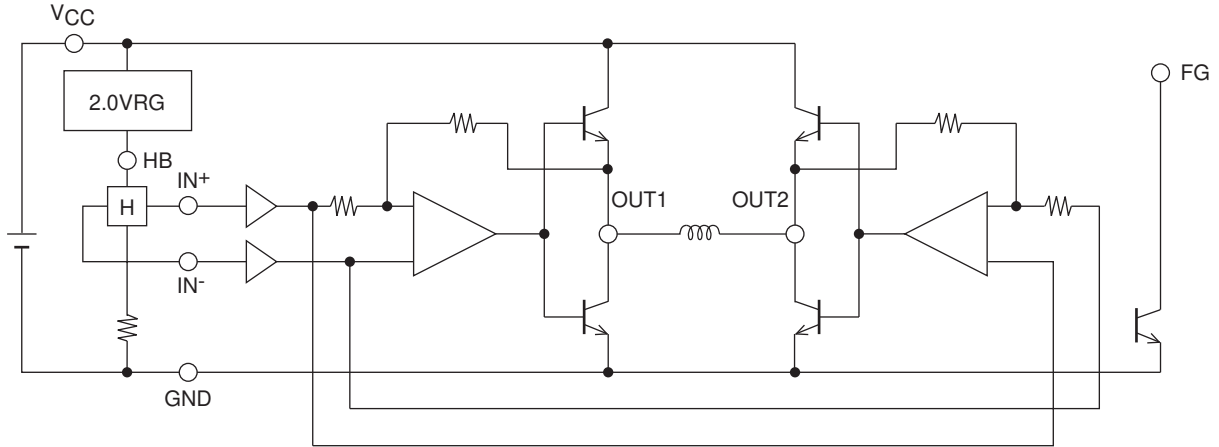 VCC
FG
2.0VRG
HB
IN+
H
OUT1
OUT2
IN-
GND